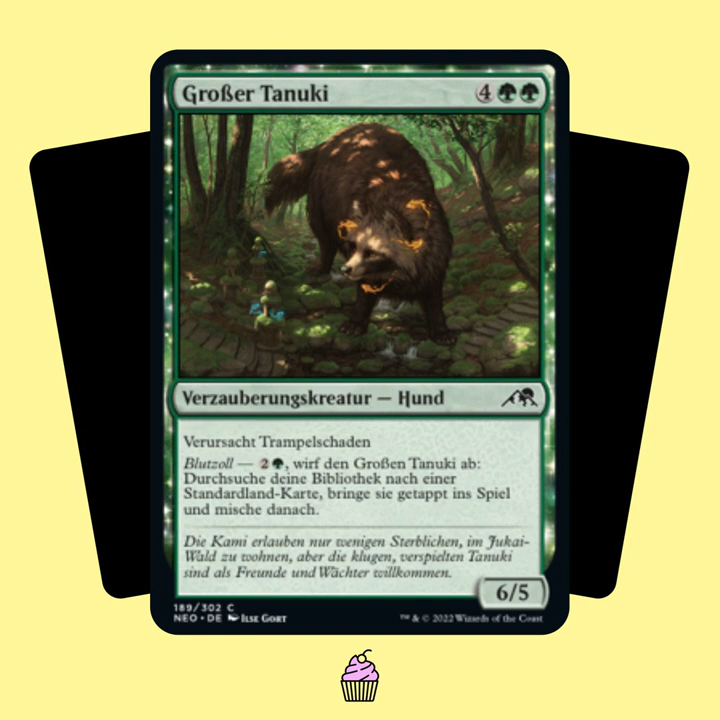 Großer Tanuki 4
Verzauberungskreatur — Hund
Verursacht Trampelschaden
Blutzoll — 2, wirf den Großen Tanuki ab:
Durchsuche deine Bibliothek nach einer
Standardland-Karte, bringe sie getappt ins Spiel
und mische danach.
Die Kami erlauben nur wenigen Sterblichen, im Jukai-
Wald zu wohnen, aber die klugen, verspielten Tanuki
sind als Freunde und Wächter willkommen.
6/5
189/302 C
NEO • DE Ilse Gort
™ & © 2022 Wizards of the Coast